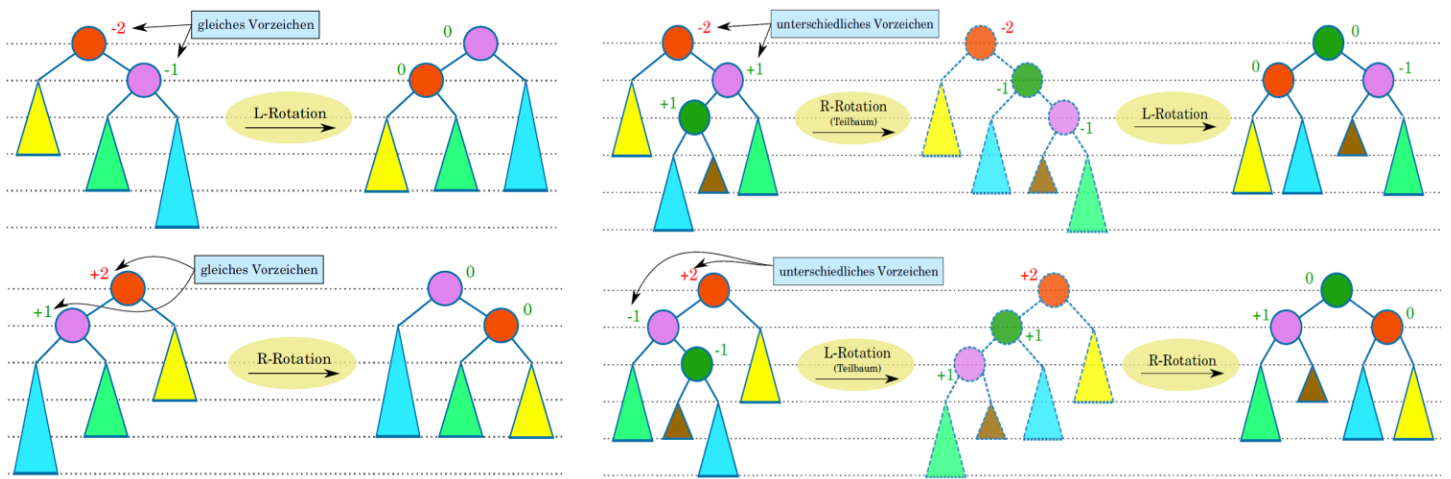 -2
gleiches Vorzeichen
-1
L-Rotation
0
0
-2
unterschiedliches Vorzeichen
+1
+1
R-Rotation
(Teilbaum)
-2
-1
-1
L-Rotation
0
0
-1
+2
gleiches Vorzeichen
+1
R-Rotation
0
0
+2
unterschiedliches Vorzeichen
-1
-1
L-Rotation
(Teilbaum)
+2
+1
+1
R-Rotation
0
+1
0